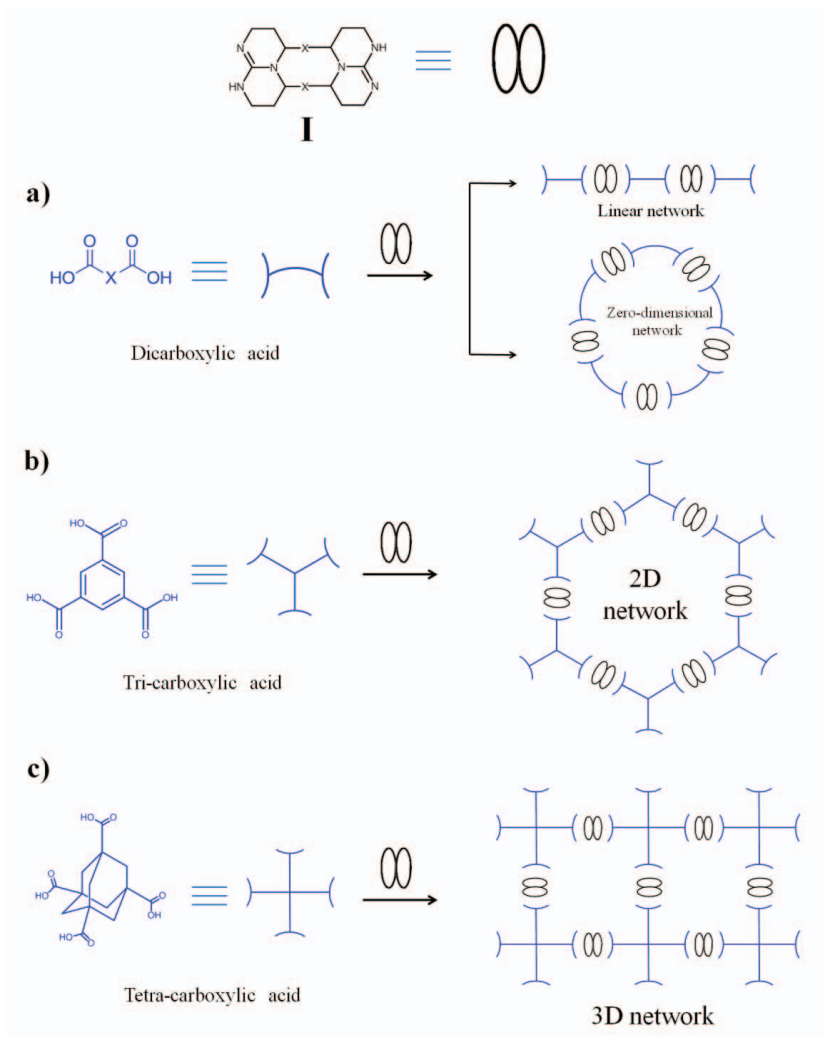 N
X
NH
N
N
HN
X
N
I
a)
O
O
HO
X
OH
Dicarboxylic acid
Linear network
Zero-dimensional
network
b)
HO
O
HO
OH
O
O
Tri-carboxylic acid
2D
network
c)
HO
O
O
HO
O
OH
HO
O
Tetra-carboxylic acid
3D network